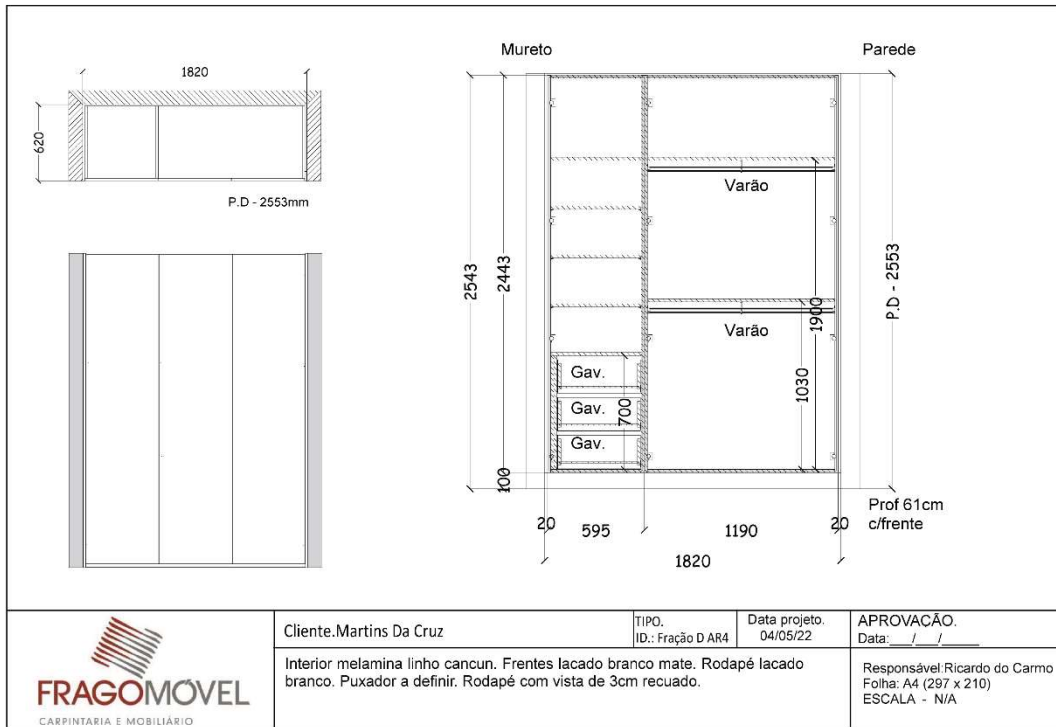 1820
620
P.D - 2553mm
Mureto
Parede
2543
2443
100
Varão
Varão
1900
1030
Gav.
Gav.
Gav.
700
P.D - 2553
Prof 61cm
c/frente
20
595
1190
20
1820
FRAGOMÓVEL
CARPINTARIA E MOBILIÁRIO
Cliente.Martins Da Cruz
TIPO.
ID.: Fração D AR4
Data projeto.
04/05/22
APROVAÇÃO.
Data:___/___/_____
Interior melamina linho cancun. Frentes lacado branco mate. Rodapé lacado
branco. Puxador a definir. Rodapé com vista de 3cm recuado.
Responsável:Ricardo do Carmo
Folha: A4 (297 x 210)
ESCALA - N/A